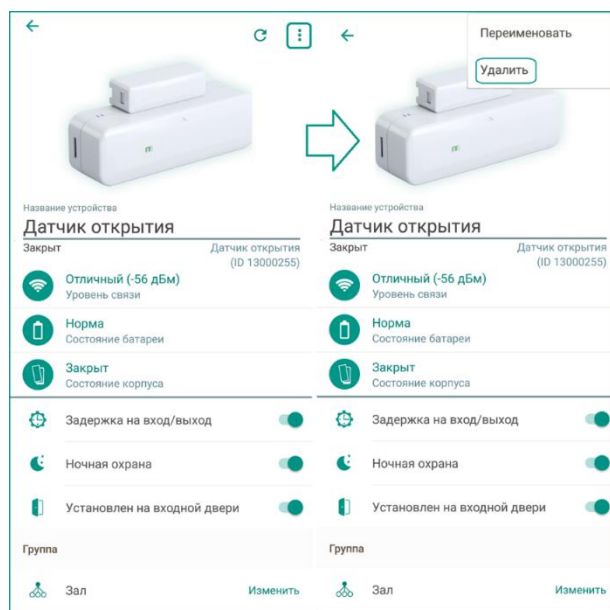 Название устройства
Датчик открытия
Закрыт
Датчик открытия
(ID 13000255)
Отличный (-56 дБм)
Уровень связи
Норма
Состояние батареи
Закрыт
Состояние корпуса
Задержка на вход/выход
Ночная охрана
Установлен на входной двери
Группа
Зал
Изменить
Переименовать
Удалить
Название устройства
Датчик открытия
Закрыт
Датчик открытия
(ID 13000255)
Отличный (-56 дБм)
Уровень связи
Норма
Состояние батареи
Закрыт
Состояние корпуса
Задержка на вход/выход
Ночная охрана
Установлен на входной двери
Группа
Зал
Изменить